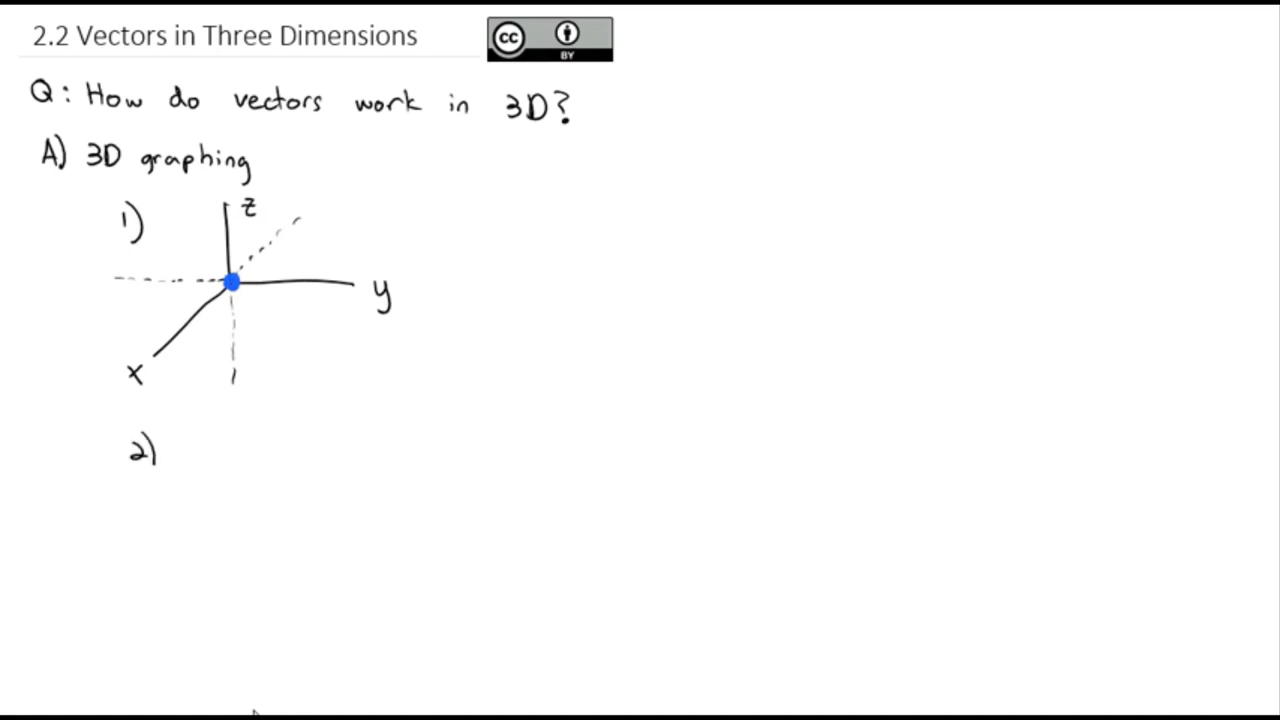 2.2 Vectors in Three Dimensions
cc BY
Q: How do vectors work in 3D?
A) 3D graphing
1)
z
y
x
2)